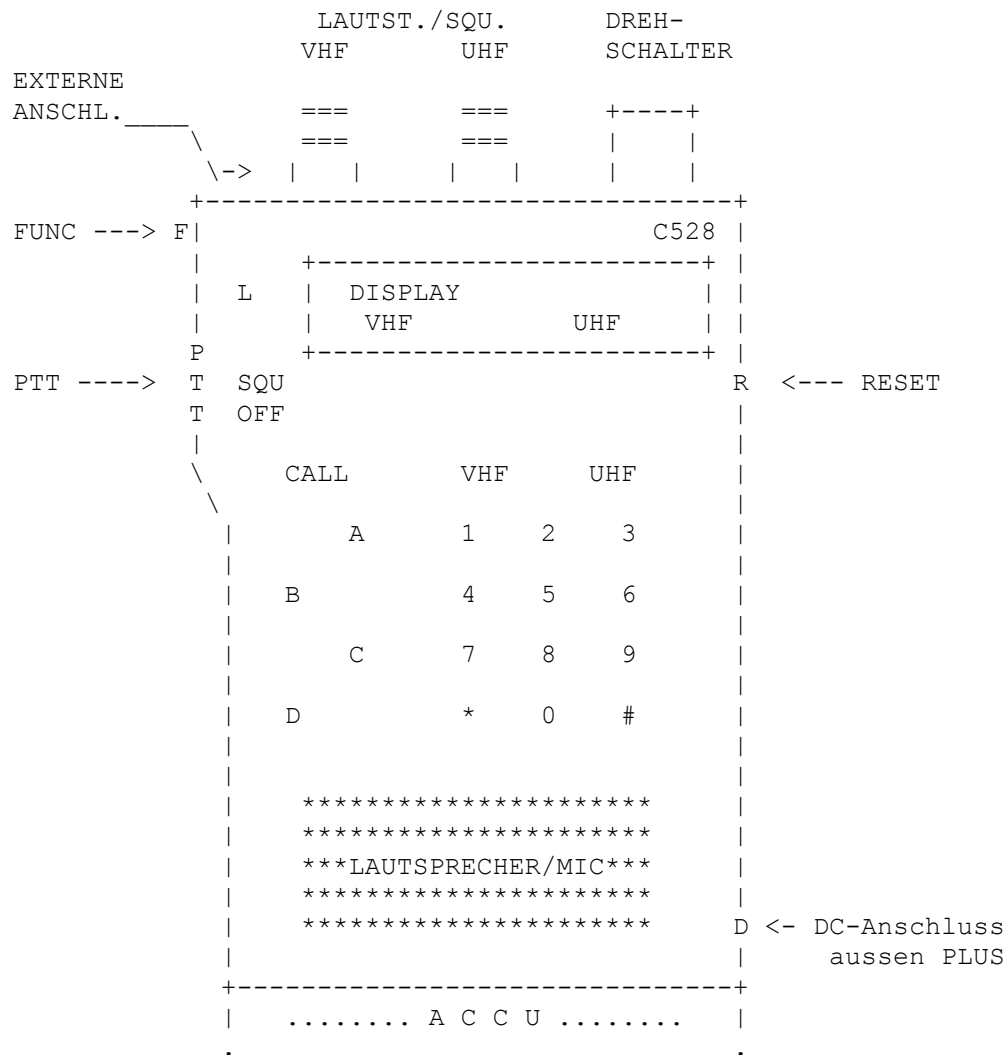 LAUTST./SQU. DREH-
VHF UHF SCHALTER
EXTERNE
ANSCHL.____ === === +----+
\ === === | |
\-> | | | | | |
+---------------------------------+
FUNC ---> F| C528 |
| +------------------------+ |
| L | DISPLAY | |
| | VHF UHF | |
P +------------------------+ |
PTT ----> T SQU R <--- RESET
T OFF |
| |
\ CALL VHF UHF |
\ |
| A 1 2 3 |
| |
| B 4 5 6 |
| |
| C 7 8 9 |
| |
| D * 0 # |
| |
| |
| ********************** |
| ********************** |
| ***LAUTSPRECHER/MIC*** |
| ********************** |
| ********************** D <- DC-Anschluss
| | aussen PLUS
+-------------------------------+
| ........ A C C U ........ |
. .